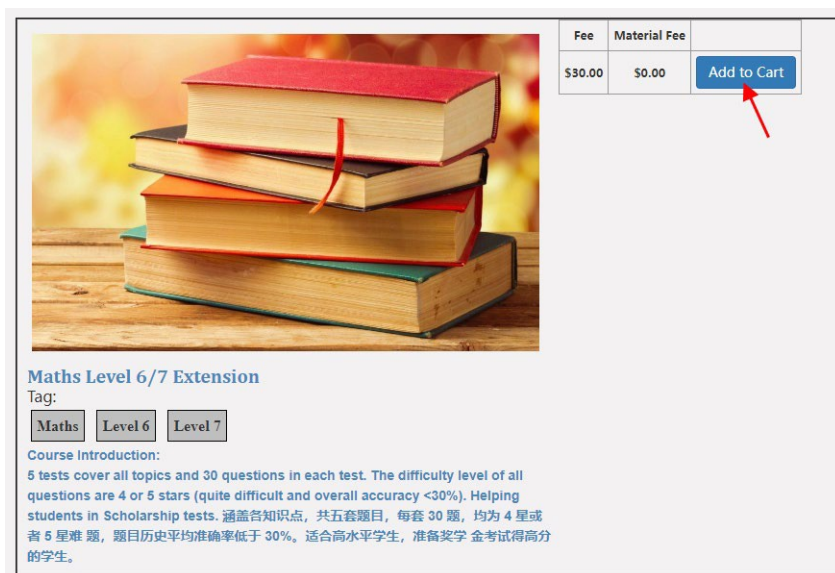 Fee Material Fee
$30.00 $0.00 Add to Cart
Maths Level 6/7 Extension
Tag:
Maths Level 6 Level 7
Course Introduction:
5 tests cover all topics and 30 questions in each test. The difficulty level of all
questions are 4 or 5 stars (quite difficult and overall accuracy <30%). Helping
students in Scholarship tests. 涵盖各知识点，共五套题目，每套 30 题，均为 4 星或
者 5 星难 题，题目历史平均准确率低于 30%。适合高水平学生，准备奖学 金考试得高分
的学生。